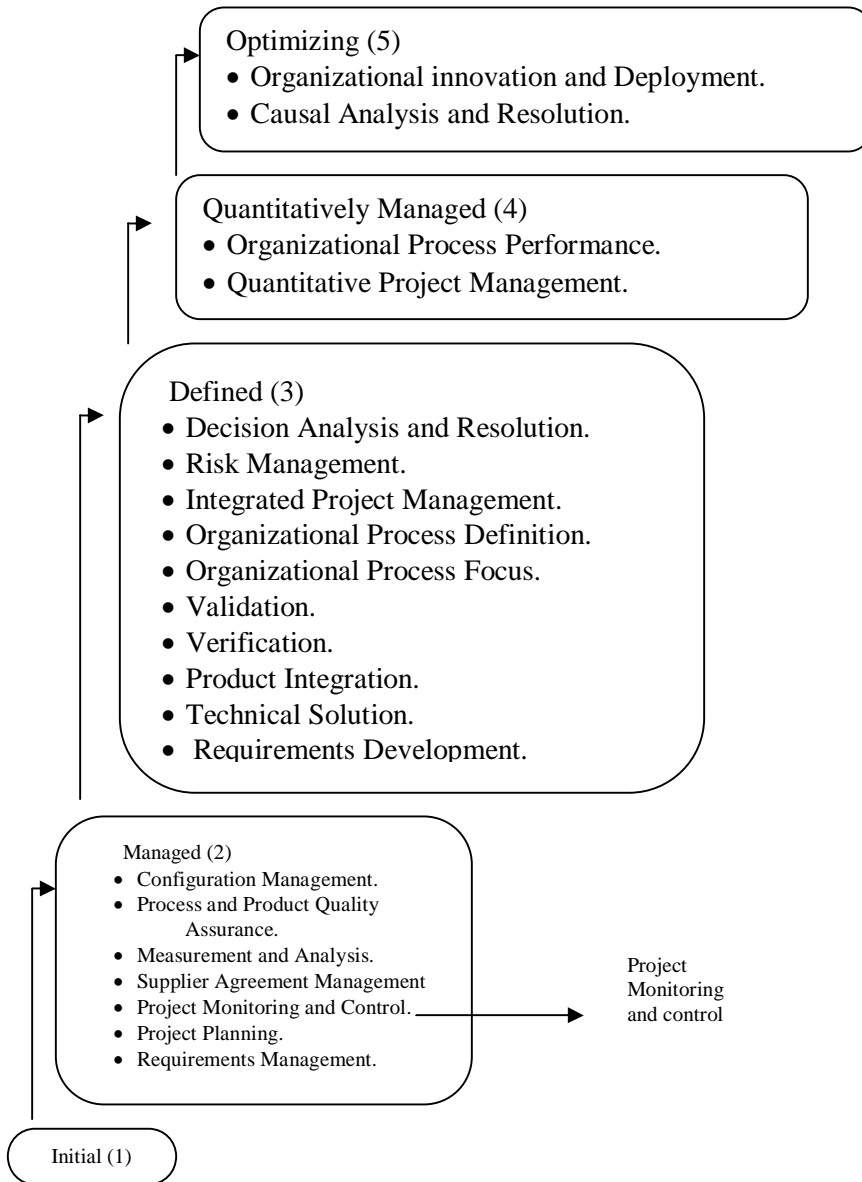 Optimizing (5)
• Organizational innovation and Deployment.
• Causal Analysis and Resolution.
Quantitatively Managed (4)
• Organizational Process Performance.
• Quantitative Project Management.
Defined (3)
• Decision Analysis and Resolution.
• Risk Management.
• Integrated Project Management.
• Organizational Process Definition.
• Organizational Process Focus.
• Validation.
• Verification.
• Product Integration.
• Technical Solution.
• Requirements Development.
Managed (2)
• Configuration Management.
• Process and Product Quality
Assurance.
• Measurement and Analysis.
• Supplier Agreement Management
• Project Monitoring and Control.
• Project Planning.
• Requirements Management.
Project
Monitoring
and control
Initial (1)